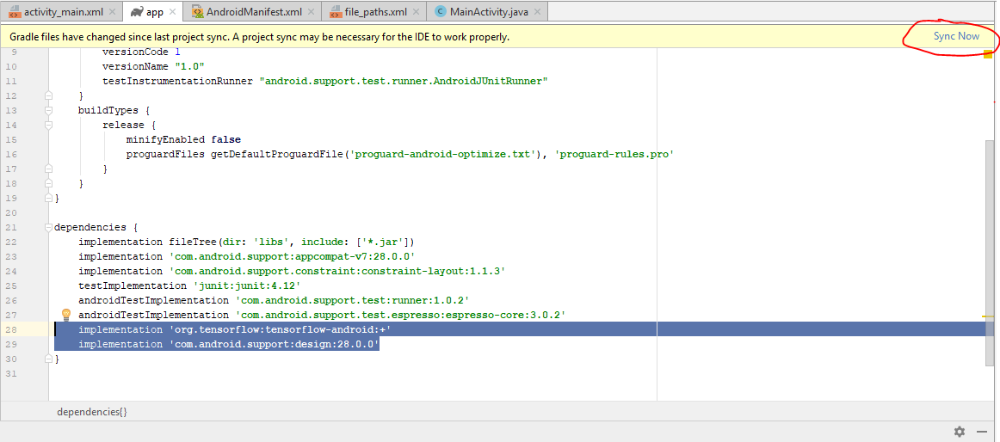 activity_main.xml app AndroidManifest.xml file_paths.xml MainActivity.java
Gradle files have changed since last project sync. A project sync may be necessary for the IDE to work properly. Sync Now
9 versionCode 1
10 versionName "1.0"
11 testInstrumentationRunner "android.support.test.runner.AndroidJUnitRunner"
12 }
13 buildTypes {
14 release {
15 minifyEnabled false
16 proguardFiles getDefaultProguardFile('proguard-android-optimize.txt'), 'proguard-rules.pro'
17 }
18 }
19 }
20
21 dependencies {
22 implementation fileTree(dir: 'libs', include: ['*.jar'])
23 implementation 'com.android.support:appcompat-v7:28.0.0'
24 implementation 'com.android.support.constraint:constraint-layout:1.1.3'
25 testImplementation 'junit:junit:4.12'
26 androidTestImplementation 'com.android.support.test:runner:1.0.2'
27 androidTestImplementation 'com.android.support.test.espresso:espresso-core:3.0.2'
28 implementation 'org.tensorflow:tensorflow-android:+'
29 implementation 'com.android.support:design:28.0.0'
30 }
31
dependencies{}